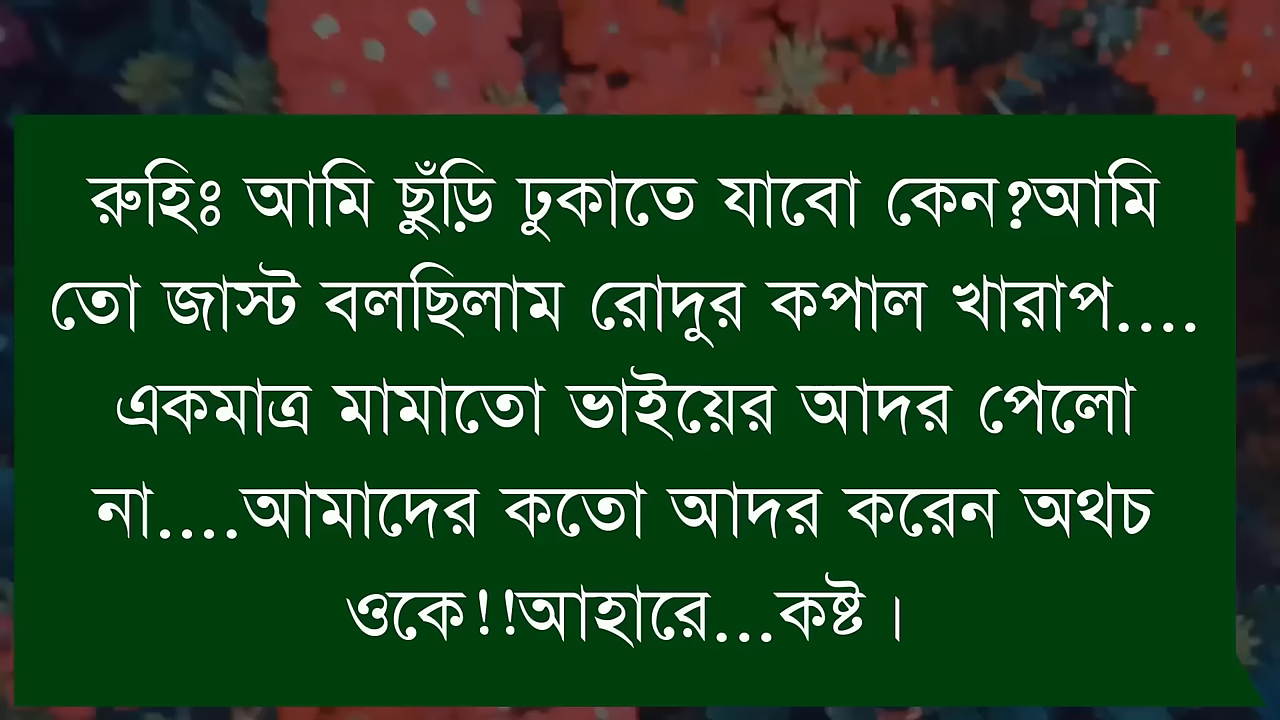 রুহিঃ আমি ছুঁড়ি ঢুকাতে যাবো কেন?আমি
তো জাস্ট বলছিলাম রোদুর কপাল খারাপ....
একমাত্র মামাতো ভাইয়ের আদর পেলো
না....আমাদের কতো আদর করেন অথচ
ওকে!!আহারে...কষ্ট।